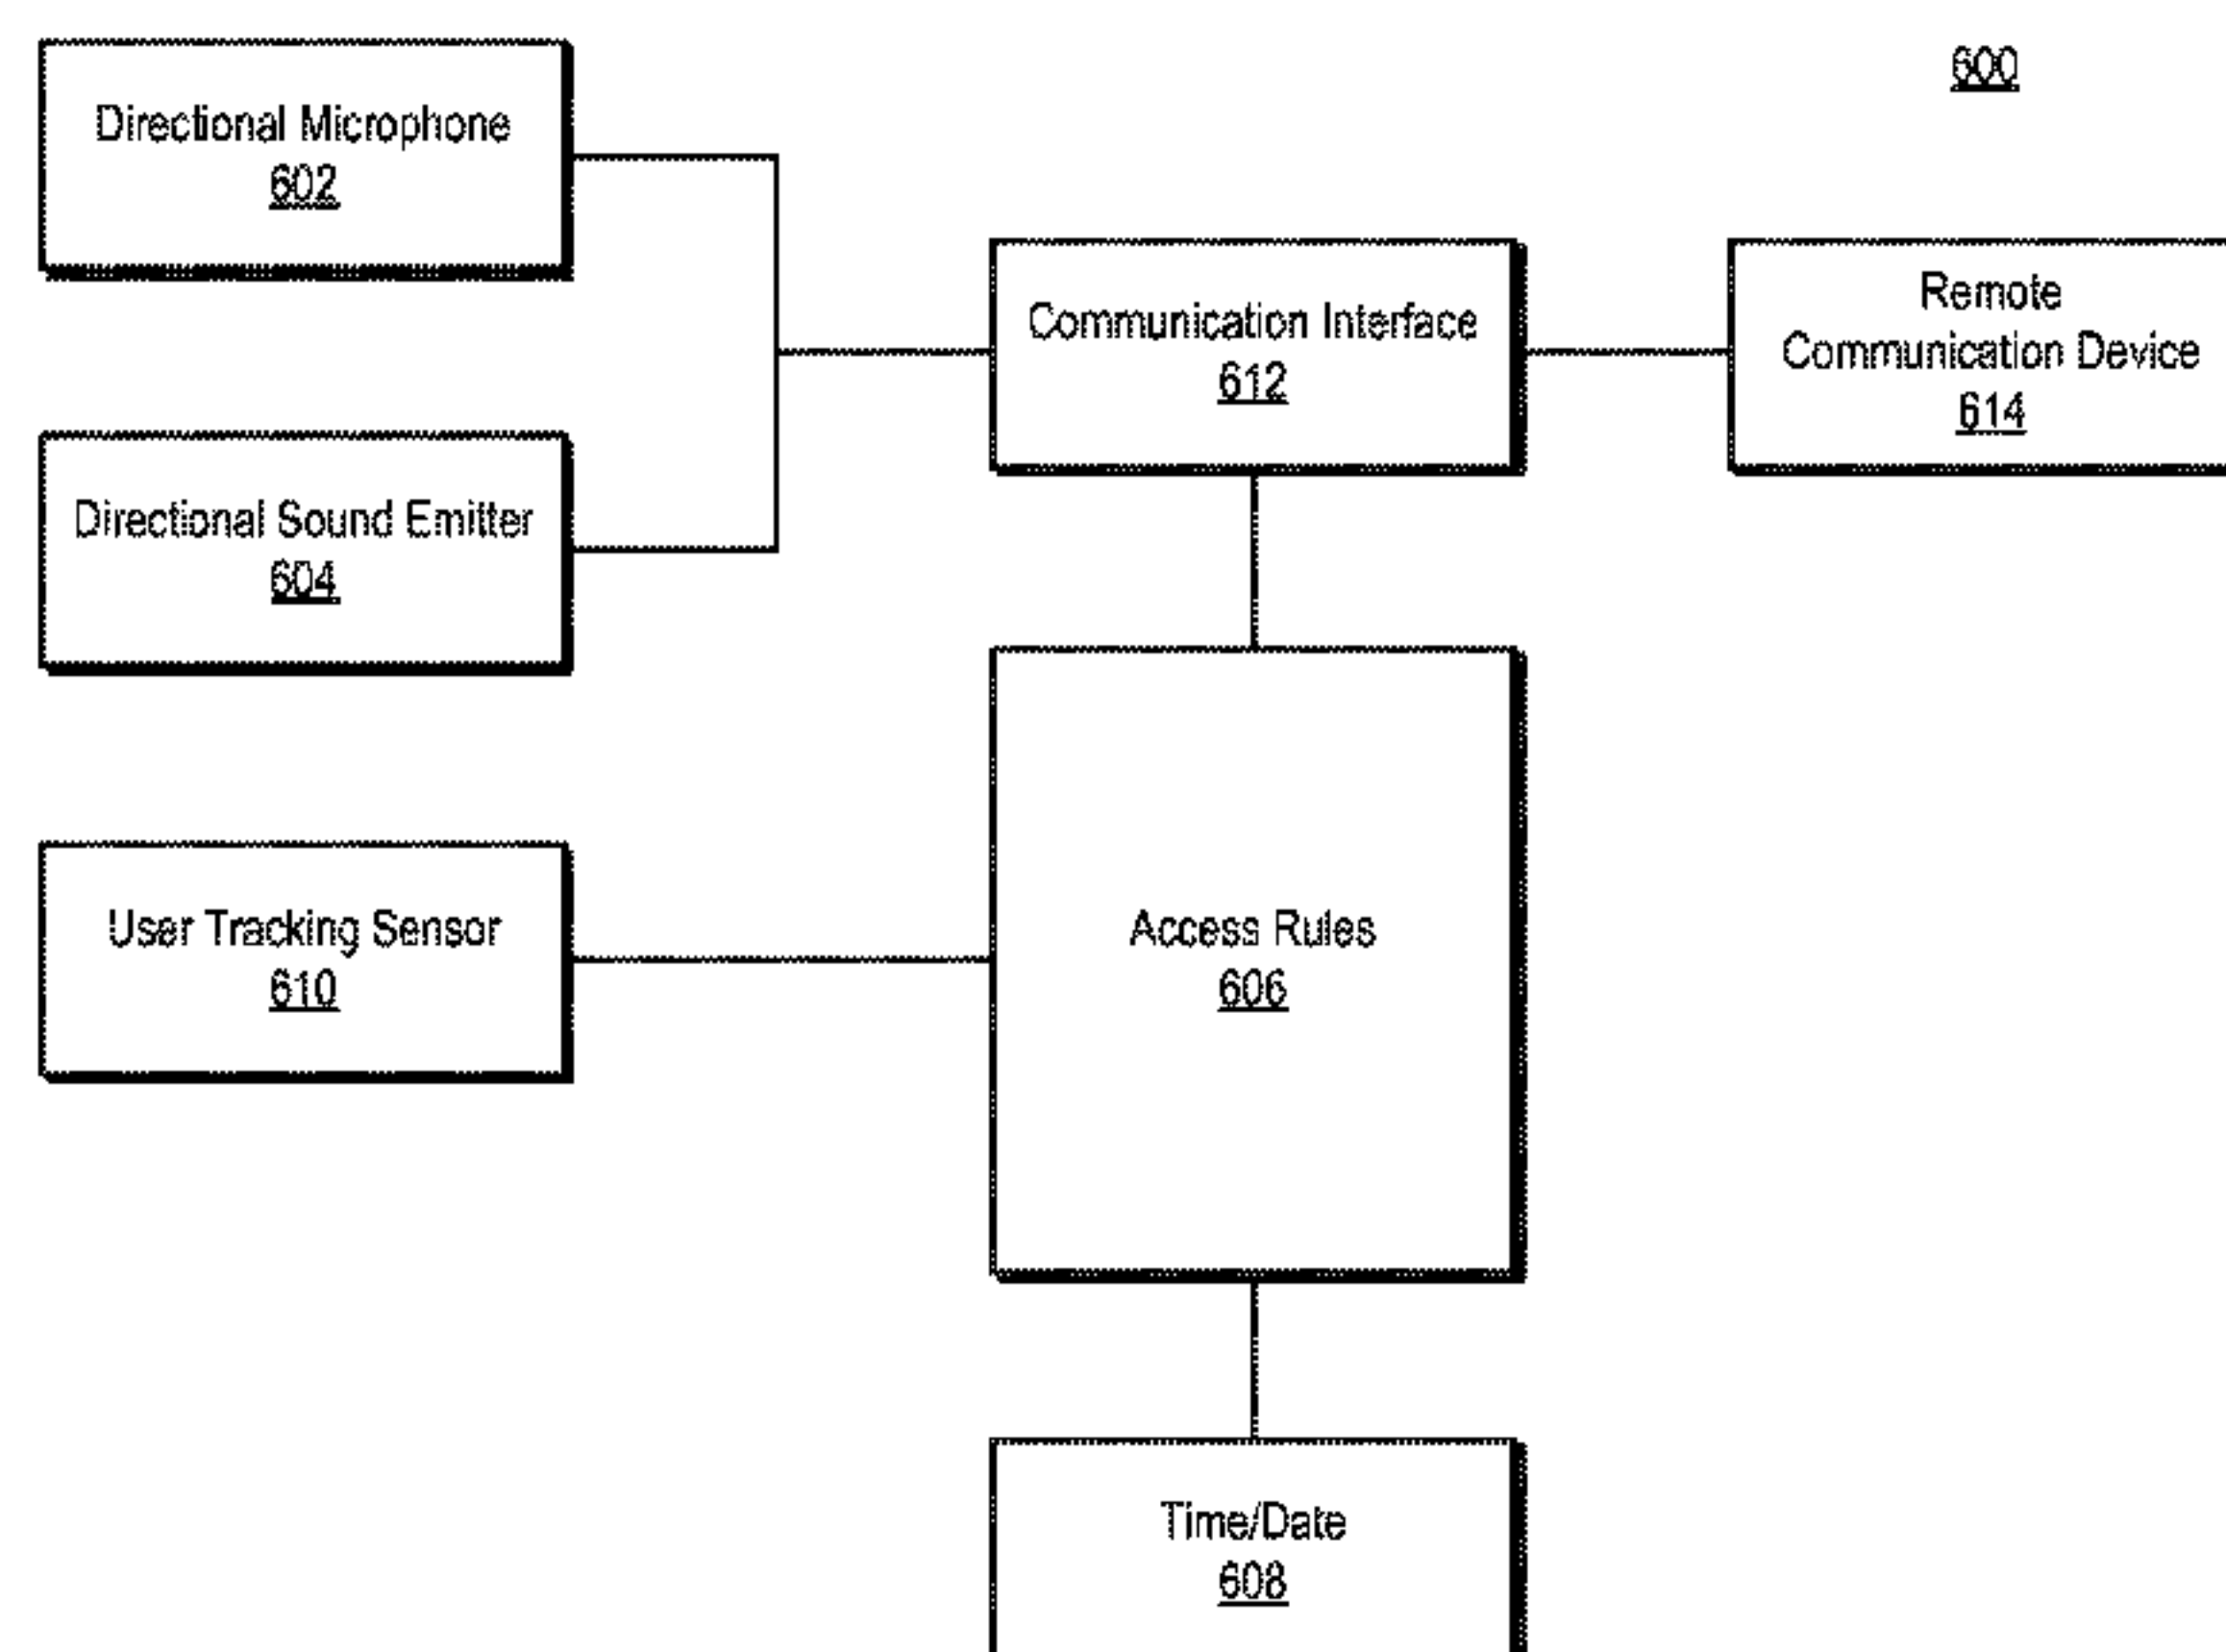 600
Directional Microphone
602
Communication Interface
612
Remote
Communication Device
614
Directional Sound Emitter
604
User Tracking Sensor
610
Access Rules
606
Time/Date
608